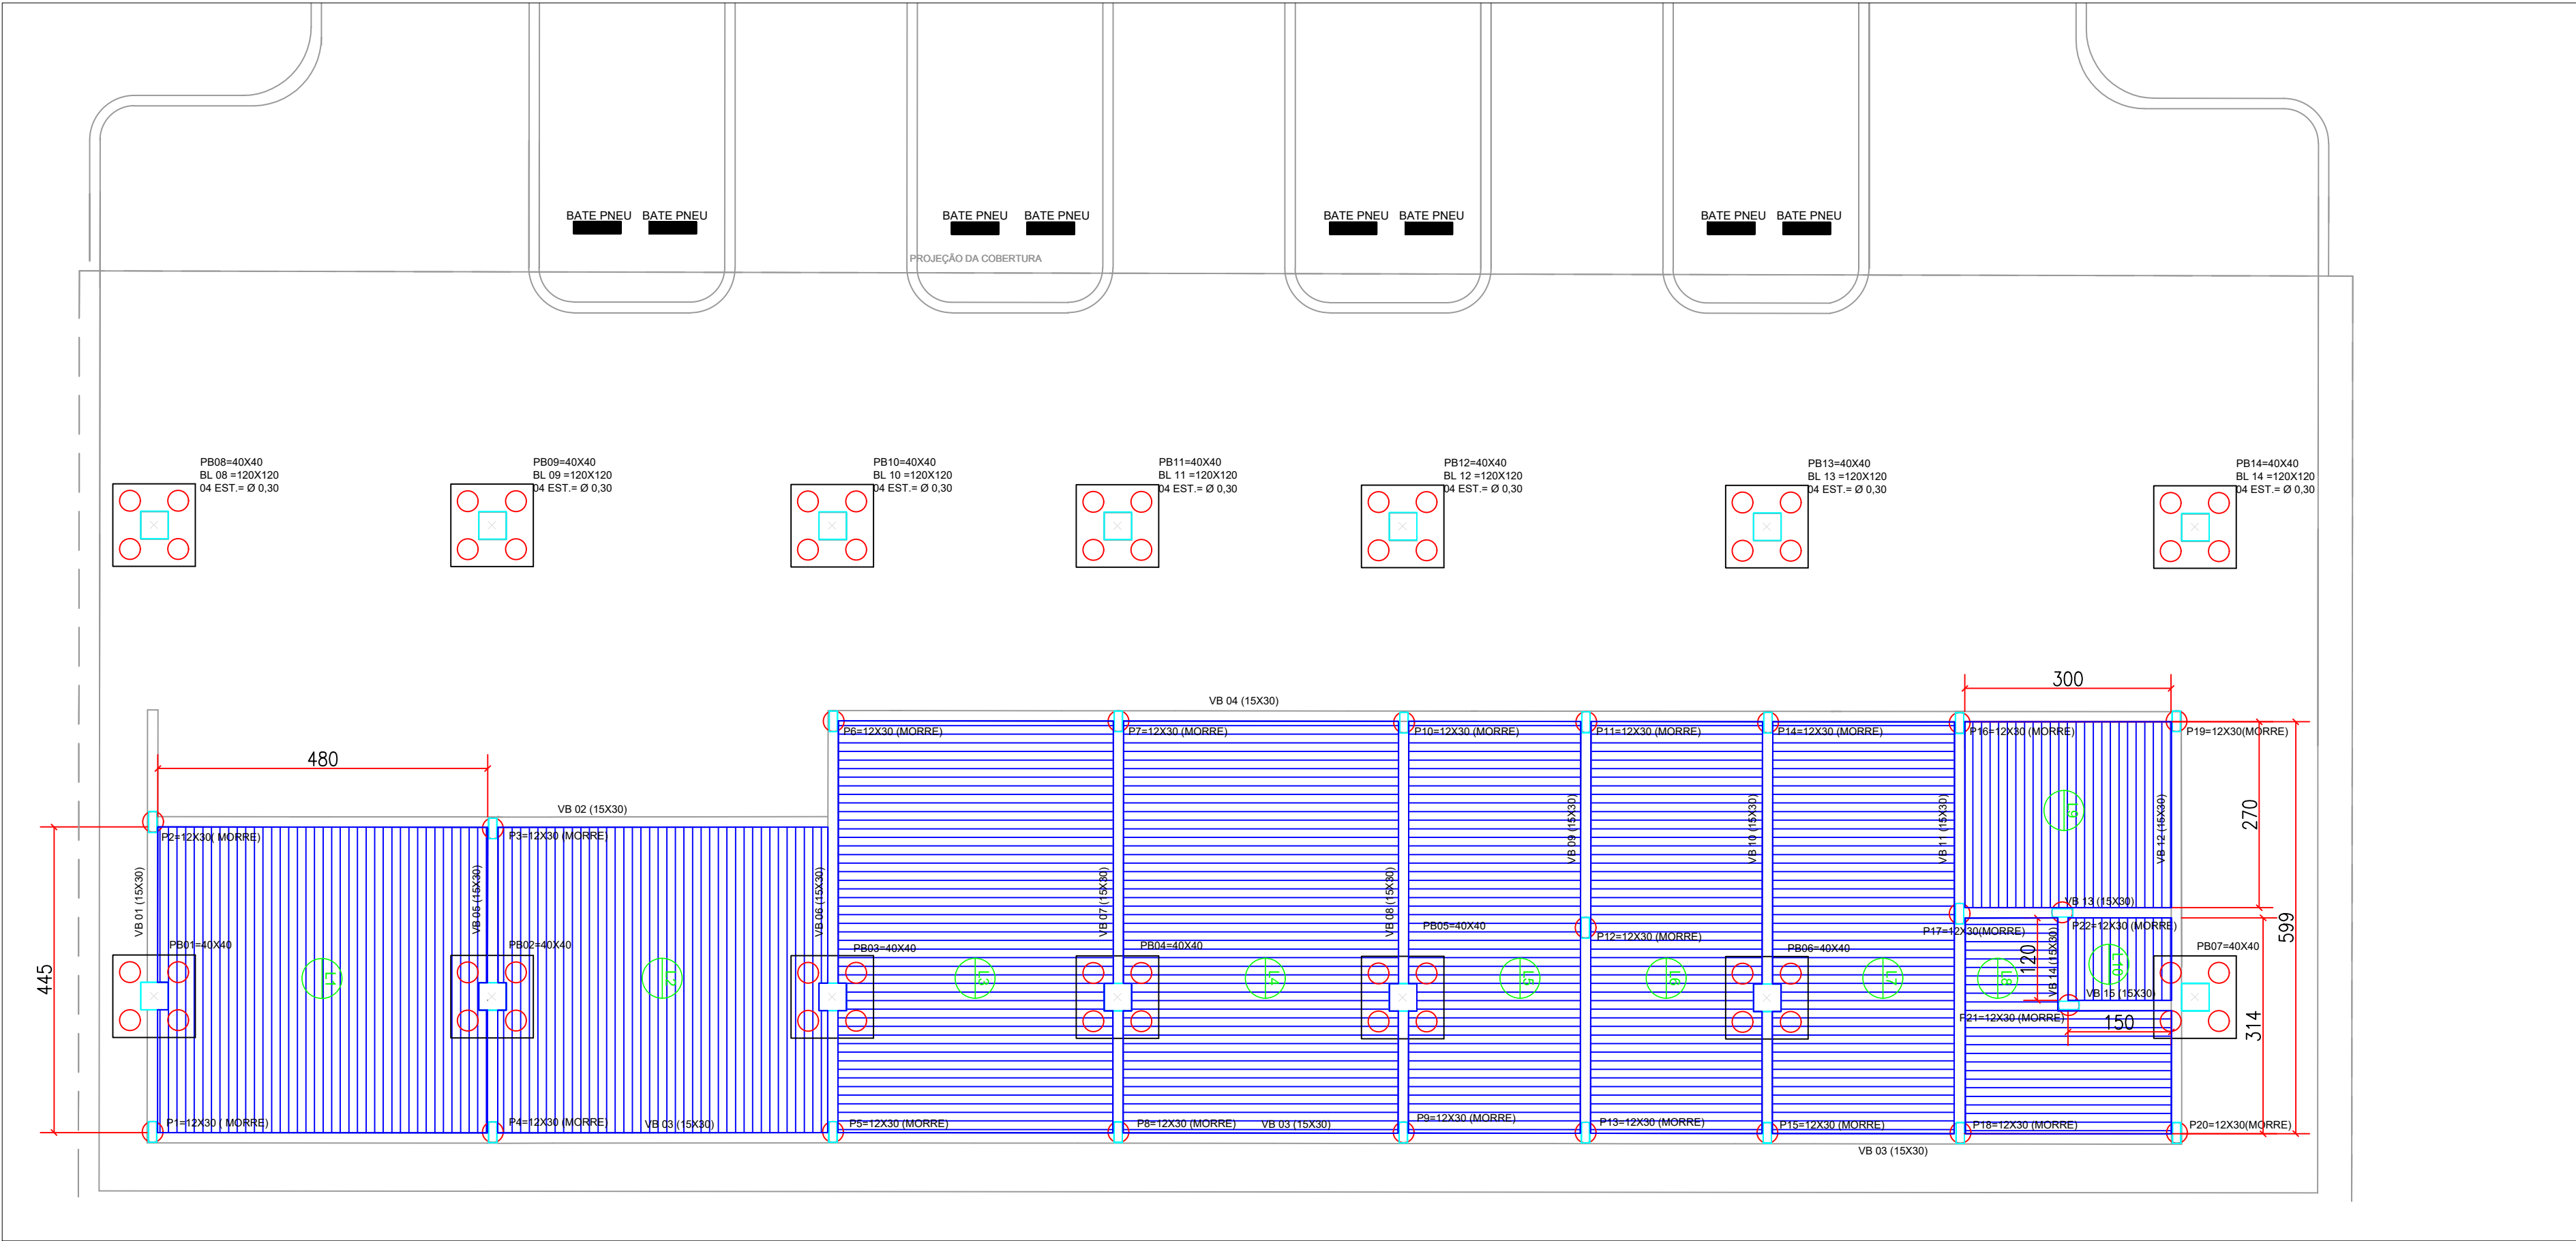 BATE PNEU BATE PNEU
BATE PNEU BATE PNEU
BATE PNEU BATE PNEU
BATE PNEU BATE PNEU
PROJEÇÃO DA COBERTURA
PB08=40X40
BL 08 =120X120
04 EST.= Ø 0,30
PB09=40X40
BL 09 =120X120
04 EST.= Ø 0,30
PB10=40X40
BL 10 =120X120
04 EST.= Ø 0,30
PB11=40X40
BL 11 =120X120
04 EST.= Ø 0,30
PB12=40X40
BL 12 =120X120
04 EST.= Ø 0,30
PB13=40X40
BL 13 =120X120
04 EST.= Ø 0,30
PB14=40X40
BL 14 =120X120
04 EST.= Ø 0,30
300
VB 04 (15X30)
P6=12X30 (MORRE)
P7=12X30 (MORRE)
P10=12X30 (MORRE)
P11=12X30 (MORRE)
P14=12X30 (MORRE)
P16=12X30 (MORRE)
P19=12X30(MORRE)
480
VB 02 (15X30)
P2=12X30( MORRE)
P3=12X30 (MORRE)
VB 01 (15X30)
VB 05 (15X30)
VB 06 (15X30)
VB 07 (15X30)
VB 08 (15X30)
VB 09 (15X30)
VB 10 (15X30)
VB 11 (15X30)
VB 12 (15X30)
L9
270
599
VB 13 (15X30)
P17=12X30(MORRE)
P22=12X30 (MORRE)
PB01=40X40
PB02=40X40
PB03=40X40
PB04=40X40
PB05=40X40
P12=12X30 (MORRE)
PB06=40X40
PB07=40X40
445
L1
L2
L3
L4
L5
L6
L7
L8
120
VB 14 (15X30)
L10
VB 15 (15X30)
P21=12X30 (MORRE)
150
314
P1=12X30 ( MORRE)
P4=12X30 (MORRE)
VB 03 (15X30)
P5=12X30 (MORRE)
P8=12X30 (MORRE)
VB 03 (15X30)
P9=12X30 (MORRE)
P13=12X30 (MORRE)
P15=12X30 (MORRE)
P18=12X30 (MORRE)
P20=12X30(MORRE)
VB 03 (15X30)